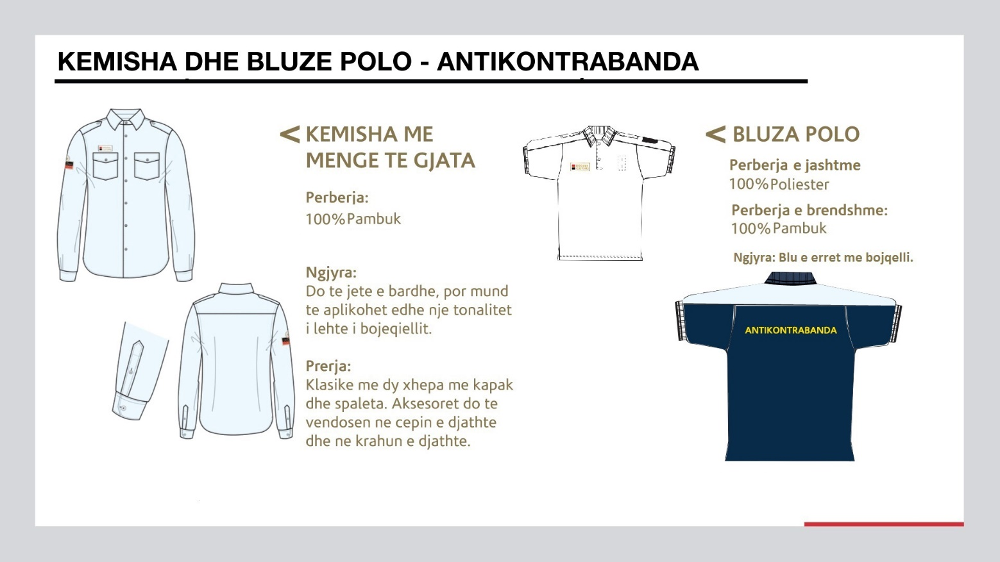 KEMISHA DHE BLUZE POLO - ANTIKONTRABANDA
< KEMISHA ME
MENGE TE GJATA
Perberja:
100% Pambuk
Ngjyra:
Do te jete e bardhe, por mund
te aplikohet edhe nje tonalitet
i lehte i bojeqiellit.
Prerja:
Klasike me dy xhepa me kapak
dhe spaleta. Aksesoret do te
vendosen ne cepin e djathte
dhe ne krahun e djathte.
DOGANA
CUSTOMS
< BLUZA POLO
Perberja e jashtme
100% Poliester
Perberja e brendshme:
100% Pambuk
Ngjyra: Blu e erret me bojqelli.
ANTIKONTRABANDA